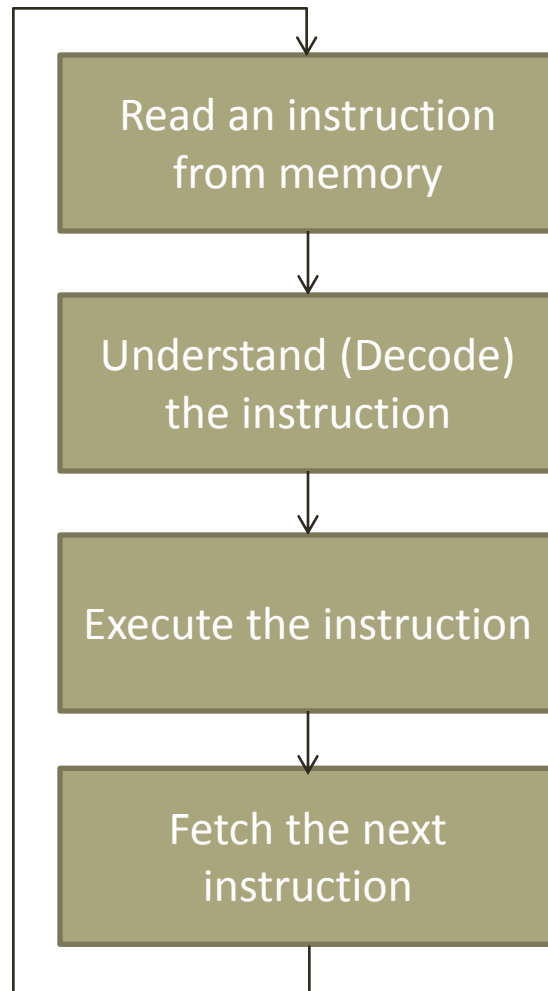 Read an instruction
from memory
Understand (Decode)
the instruction
Execute the instruction
Fetch the next
instruction